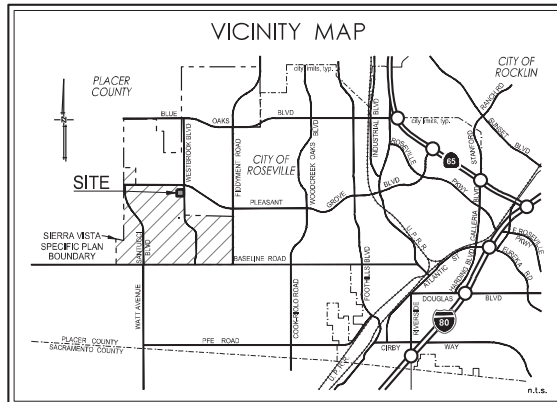 VICINITY MAP
PLACER
COUNTY
CITY OF
ROCKLIN
city limits, typ.
BLUE
OAKS
BLVD
city limits, typ.
N
WESTBROOK BLVD
FIDDYMENT ROAD
WOODCREEK OAKS BLVD
INDUSTRIAL BLVD
STANFORD
RANCH RD
SUNSET
BLVD
CITY OF
ROSEVILLE
ROSEVILLE
PKWY
65
SITE
PLEASANT
GROVE
BLVD
GALLERIA BLVD
SIERRA VISTA
SPECIFIC PLAN
BOUNDARY
SANTUCCI
BLVD
U.P.R.R.
ATLANTIC
ST
E ROSEVILLE
PKWY
EUREKA
RD
HARDING BLVD
BASELINE ROAD
FOOTHILLS BLVD
WATT AVENUE
COOK-RIOLO ROAD
DOUGLAS
BLVD
RIVERSIDE
80
PFE ROAD
PLACER COUNTY
SACRAMENTO COUNTY
CIRBY
WAY
U.P.R.R.
n.t.s.